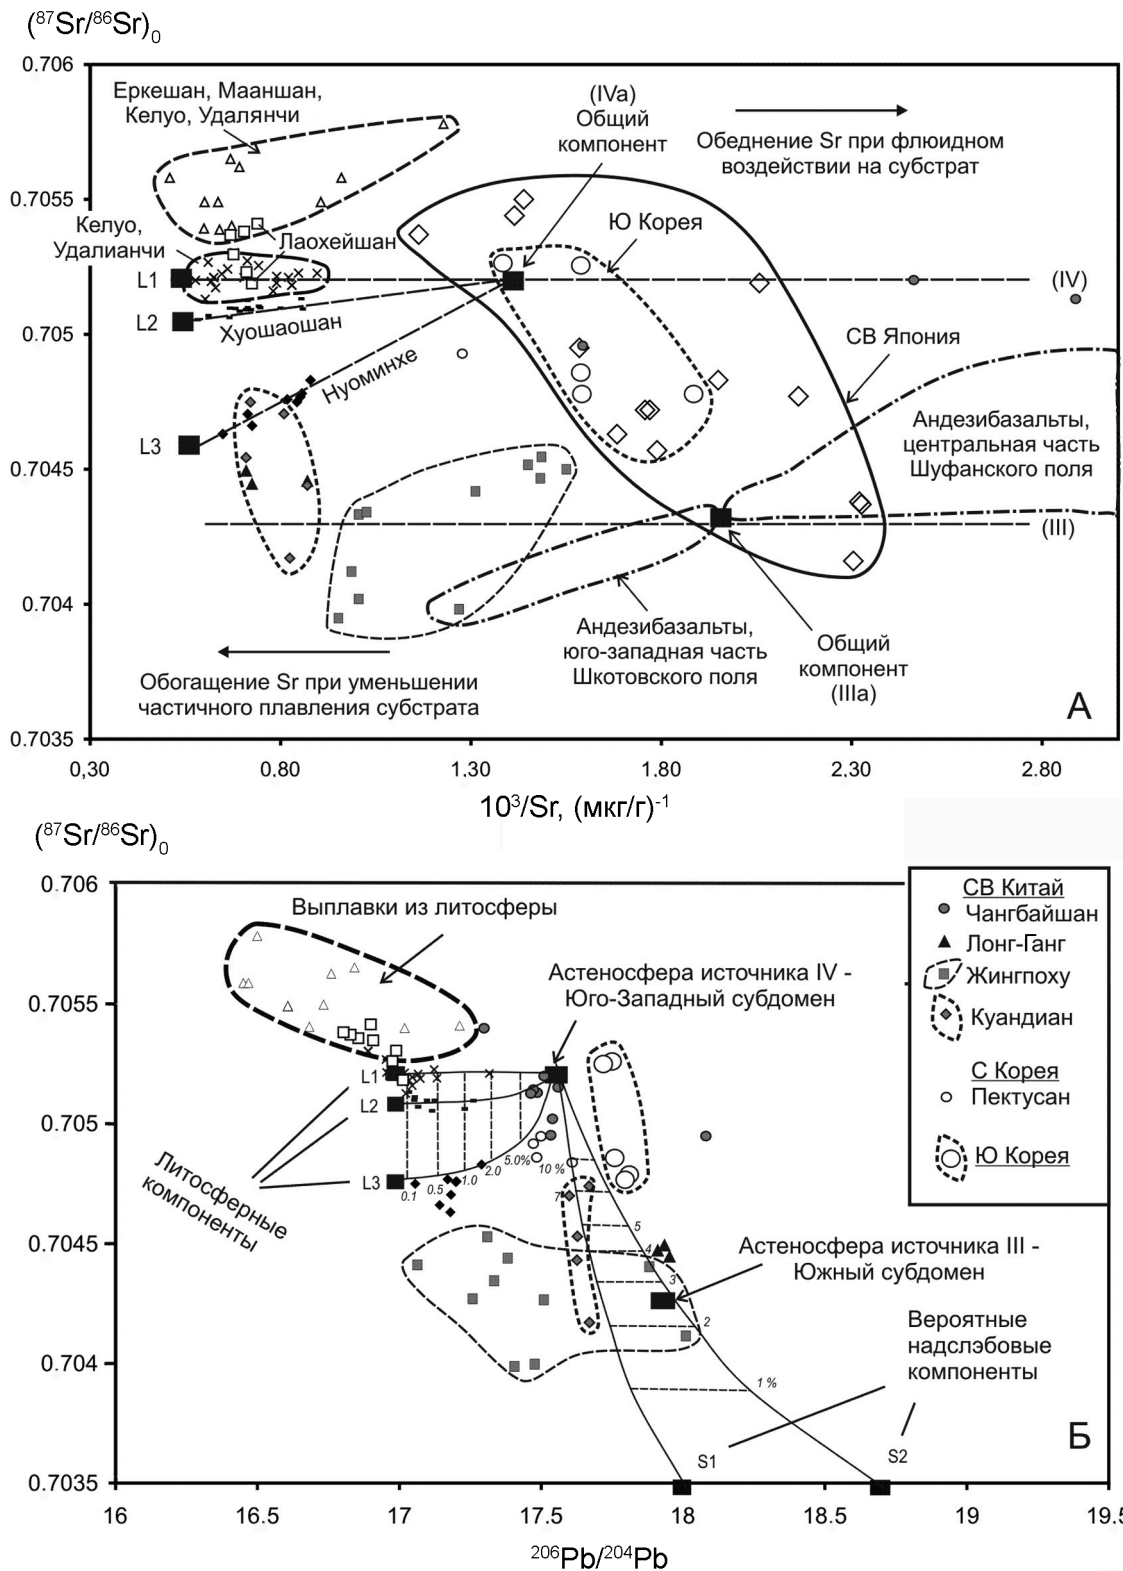 (⁸⁷Sr/⁸⁶Sr)₀
0.706
Еркешан, Мааншан,
Келуо, Удалянчи
(IVа)
Общий
компонент
Обеднение Sr при флюидном
воздействии на субстрат
0.7055
Келуо,
Удалианчи
Лаохейшан
Ю Корея
L1
(IV)
L2
Хуошаошан
СВ Япония
0.705
Нуоминхе
L3
Андезибазальты,
центральная часть
Шуфанского поля
0.7045
(III)
0.704
Андезибазальты,
юго-западная часть
Шкотовского поля
Общий
компонент
(IIIa)
Обогащение Sr при уменьшении
частичного плавления субстрата
А
0.7035
0,30
0.80
1.30
1.80
2.30
2.80
10³/Sr, (мкг/г)⁻¹
(⁸⁷Sr/⁸⁶Sr)₀
0.706
Выплавки из литосферы
СВ Китай
Чангбайшан
Лонг-Ганг
Жингпоху
Куандиан
С Корея
Пектусан
Ю Корея
Астеносфера источника IV -
Юго-Западный субдомен
0.7055
L1
L2
0.705
Литосферные
компоненты
L3
0.1
0.5
1.0
2.0
5.0%
10 %
7
5
4
3
2
1 %
0.7045
Астеносфера источника III -
Южный субдомен
Вероятные
надслэбовые
компоненты
0.704
S1
S2
Б
0.7035
16
16.5
17
17.5
18
18.5
19
19.5
²⁰⁶Pb/²⁰⁴Pb